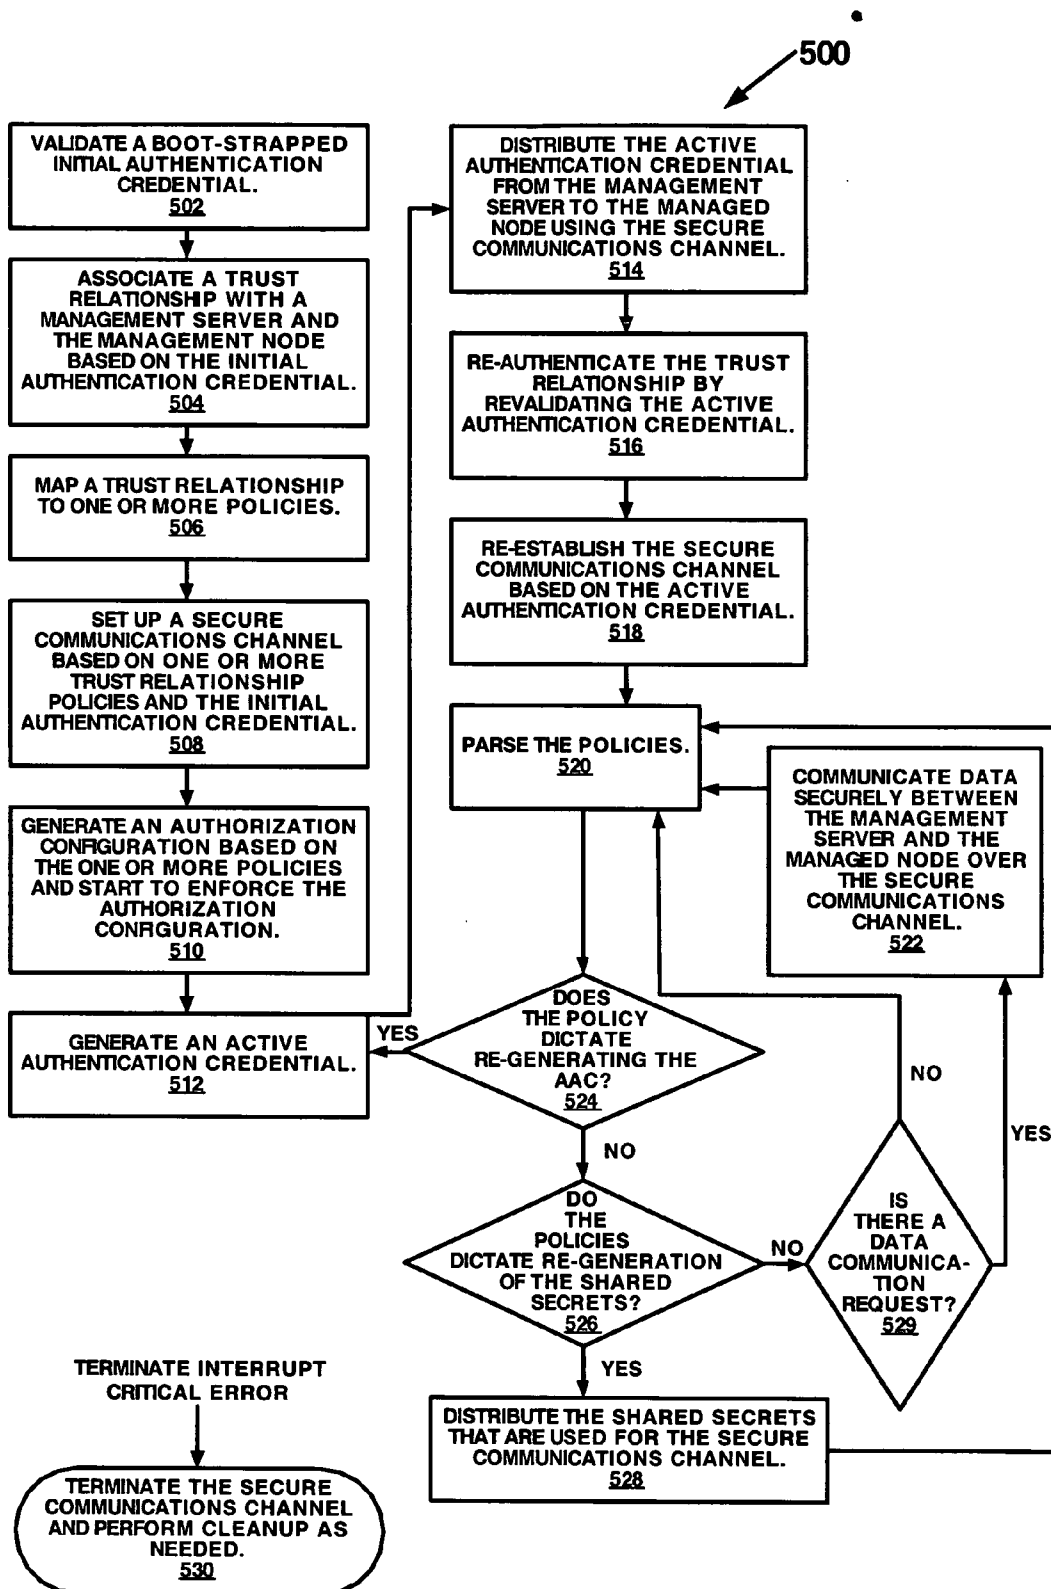 500
VALIDATE A BOOT-STRAPPED
INITIAL AUTHENTICATION
CREDENTIAL.
502
ASSOCIATE A TRUST
RELATIONSHIP WITH A
MANAGEMENT SERVER AND
THE MANAGEMENT NODE
BASED ON THE INITIAL
AUTHENTICATION CREDENTIAL.
504
MAP A TRUST RELATIONSHIP
TO ONE OR MORE POLICIES.
506
SET UP A SECURE
COMMUNICATIONS CHANNEL
BASED ON ONE OR MORE
TRUST RELATIONSHIP
POLICIES AND THE INITIAL
AUTHENTICATION CREDENTIAL.
508
GENERATE AN AUTHORIZATION
CONFIGURATION BASED ON
THE ONE OR MORE POLICIES
AND START TO ENFORCE THE
AUTHORIZATION
CONFIGURATION.
510
GENERATE AN ACTIVE
AUTHENTICATION CREDENTIAL.
512
DISTRIBUTE THE ACTIVE
AUTHENTICATION CREDENTIAL
FROM THE MANAGEMENT
SERVER TO THE MANAGED
NODE USING THE SECURE
COMMUNICATIONS CHANNEL.
514
RE-AUTHENTICATE THE TRUST
RELATIONSHIP BY
REVALIDATING THE ACTIVE
AUTHENTICATION CREDENTIAL.
516
RE-ESTABLISH THE SECURE
COMMUNICATIONS CHANNEL
BASED ON THE ACTIVE
AUTHENTICATION CREDENTIAL.
518
PARSE THE POLICIES.
520
COMMUNICATE DATA
SECURELY BETWEEN
THE MANAGEMENT
SERVER AND THE
MANAGED NODE OVER
THE SECURE
COMMUNICATIONS
CHANNEL.
522
DOES
THE POLICY
DICTATE
RE-GENERATING THE
AAC?
524
YES
NO
DO
THE
POLICIES
DICTATE RE-GENERATION
OF THE SHARED
SECRETS?
526
NO
YES
IS
THERE A
DATA
COMMUNICA-
TION
REQUEST?
529
NO
YES
DISTRIBUTE THE SHARED SECRETS
THAT ARE USED FOR THE SECURE
COMMUNICATIONS CHANNEL.
528
TERMINATE INTERRUPT
CRITICAL ERROR
TERMINATE THE SECURE
COMMUNICATIONS CHANNEL
AND PERFORM CLEANUP AS
NEEDED.
530